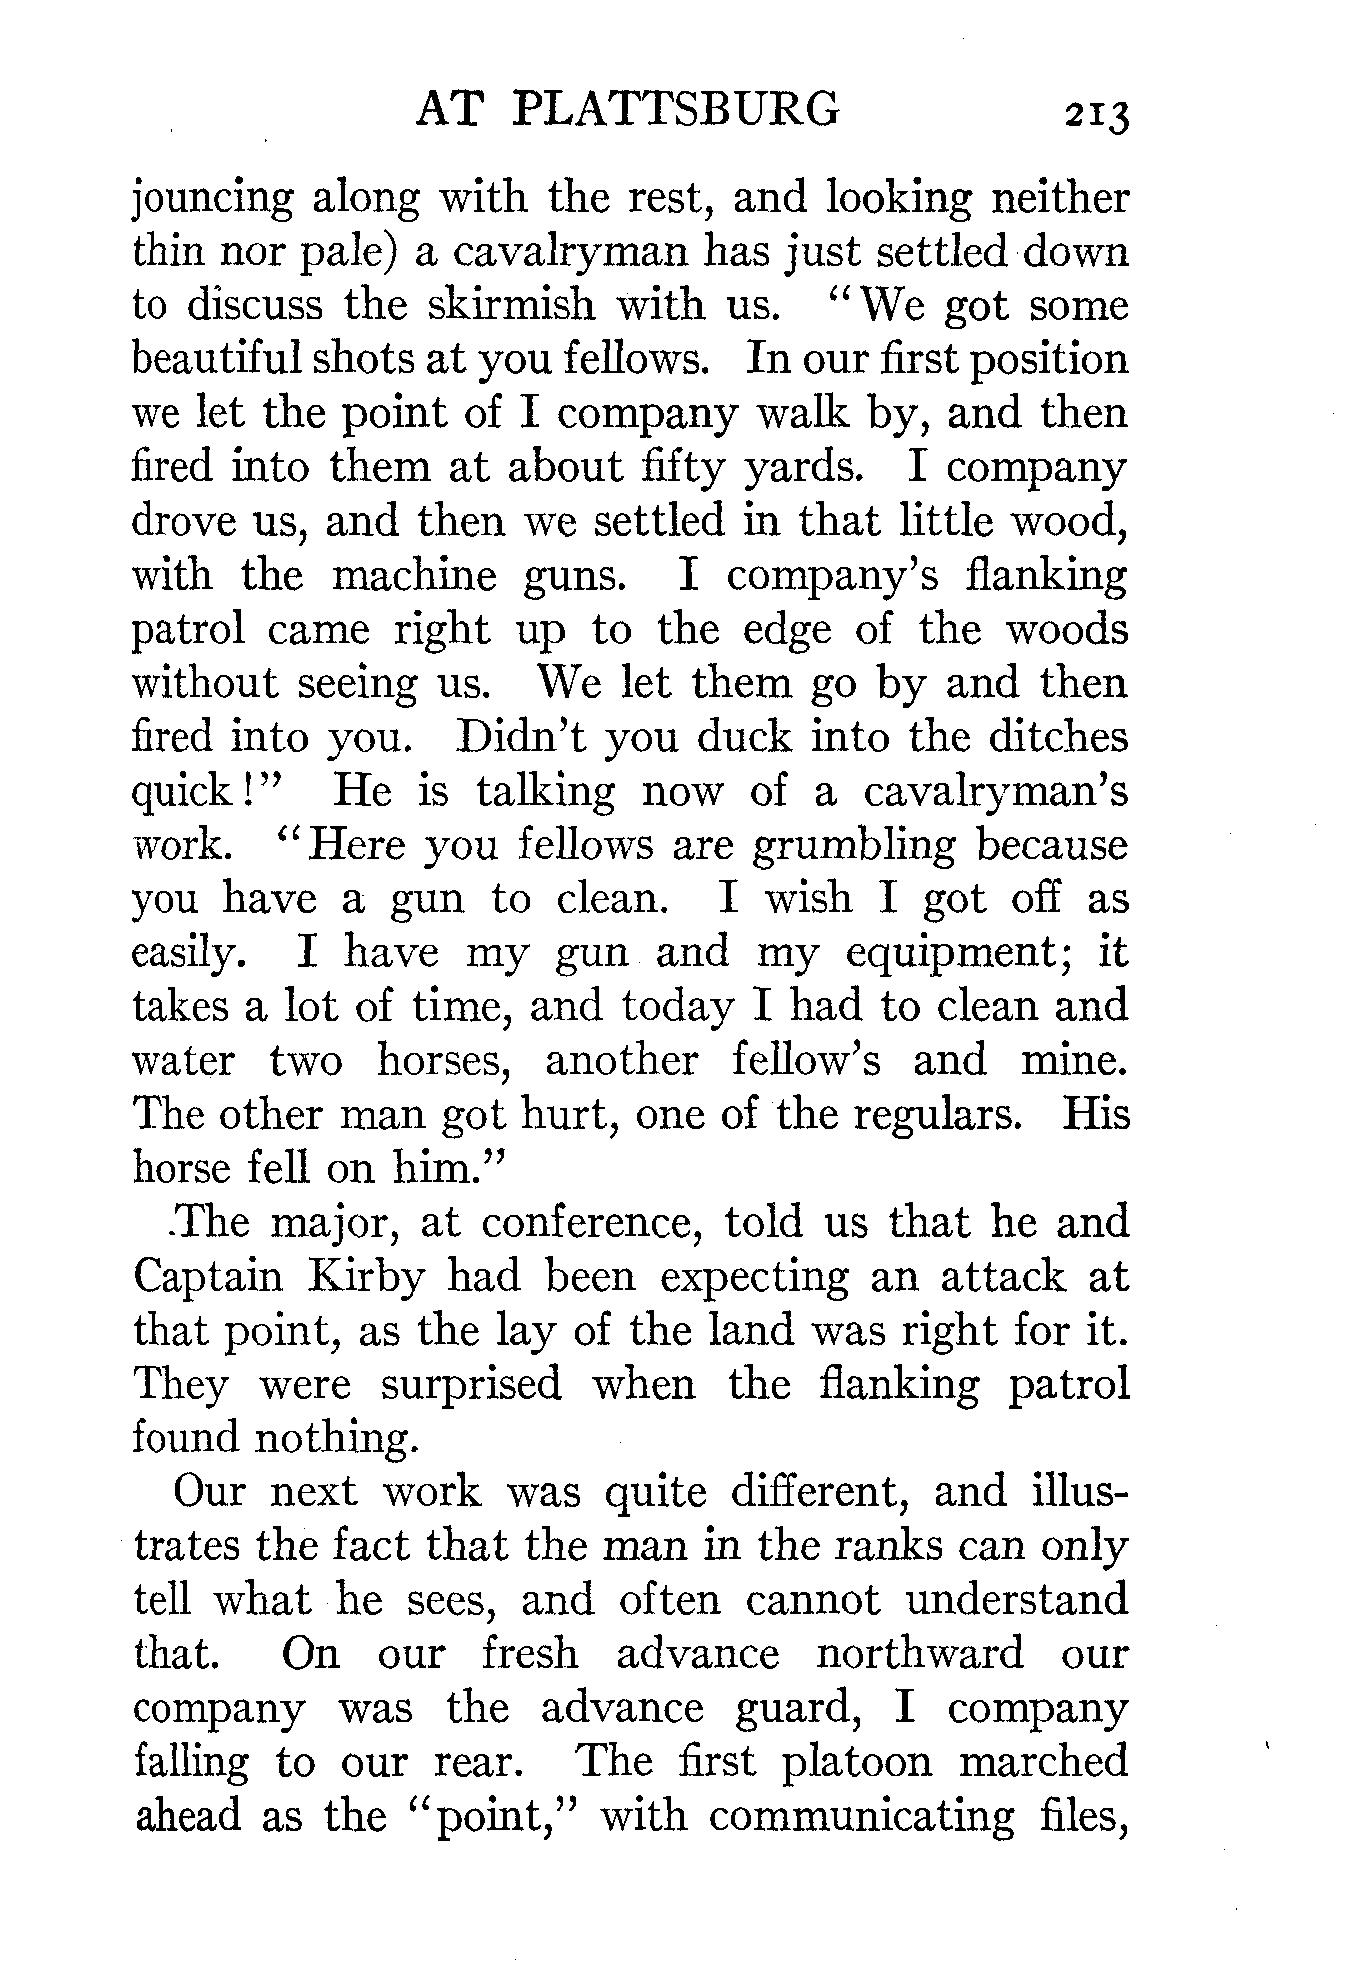 AT PLATTSBURG 213
jouncing along with the rest, and looking neither
thin nor pale) a cavalryman has just settled down
to discuss the skirmish with us. "We got some
beautiful shots at you fellows. In our first position
we let the point of I company walk by, and then
fired into them at about fifty yards. I company
drove us, and then we settled in that little wood,
with the machine guns. I company's flanking
patrol came right up to the edge of the woods
without seeing us. We let them go by and then
fired into you. Didn't you duck into the ditches
quick!" He is talking now of a cavalryman's
work. "Here you fellows are grumbling because
you have a gun to clean. I wish I got off as
easily. I have my gun and my equipment; it
takes a lot of time, and today I had to clean and
water two horses, another fellow's and mine.
The other man got hurt, one of the regulars. His
horse fell on him."
The major, at conference, told us that he and
Captain Kirby had been expecting an attack at
that point, as the lay of the land was right for it.
They were surprised when the flanking patrol
found nothing.
Our next work was quite different, and illus-
trates the fact that the man in the ranks can only
tell what he sees, and often cannot understand
that. On our fresh advance northward our
company was the advance guard, I company
falling to our rear. The first platoon marched
ahead as the "point," with communicating files,